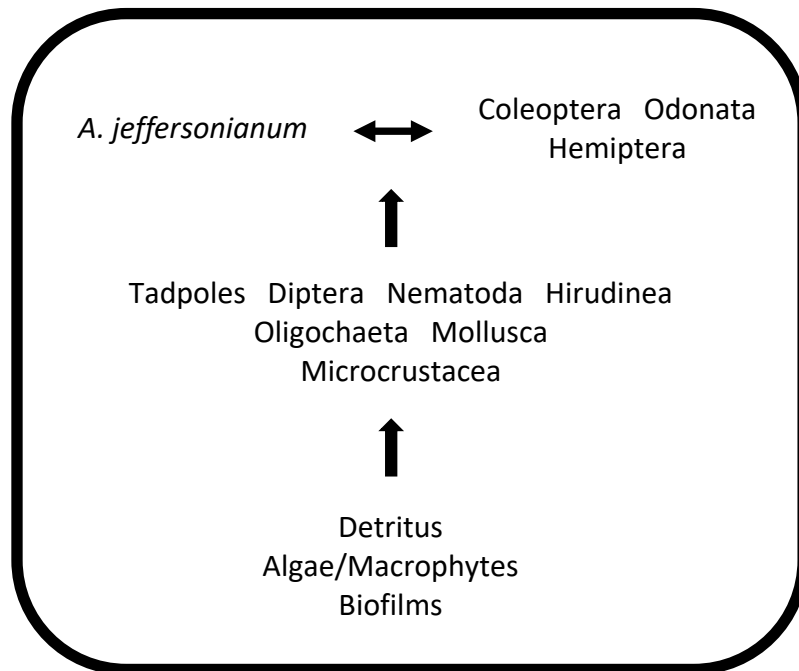 A. jeffersonianum
Coleoptera Odonata
Hemiptera
Tadpoles Diptera Nematoda Hirudinea
Oligochaeta Mollusca
Microcrustacea
Detritus
Algae/Macrophytes
Biofilms